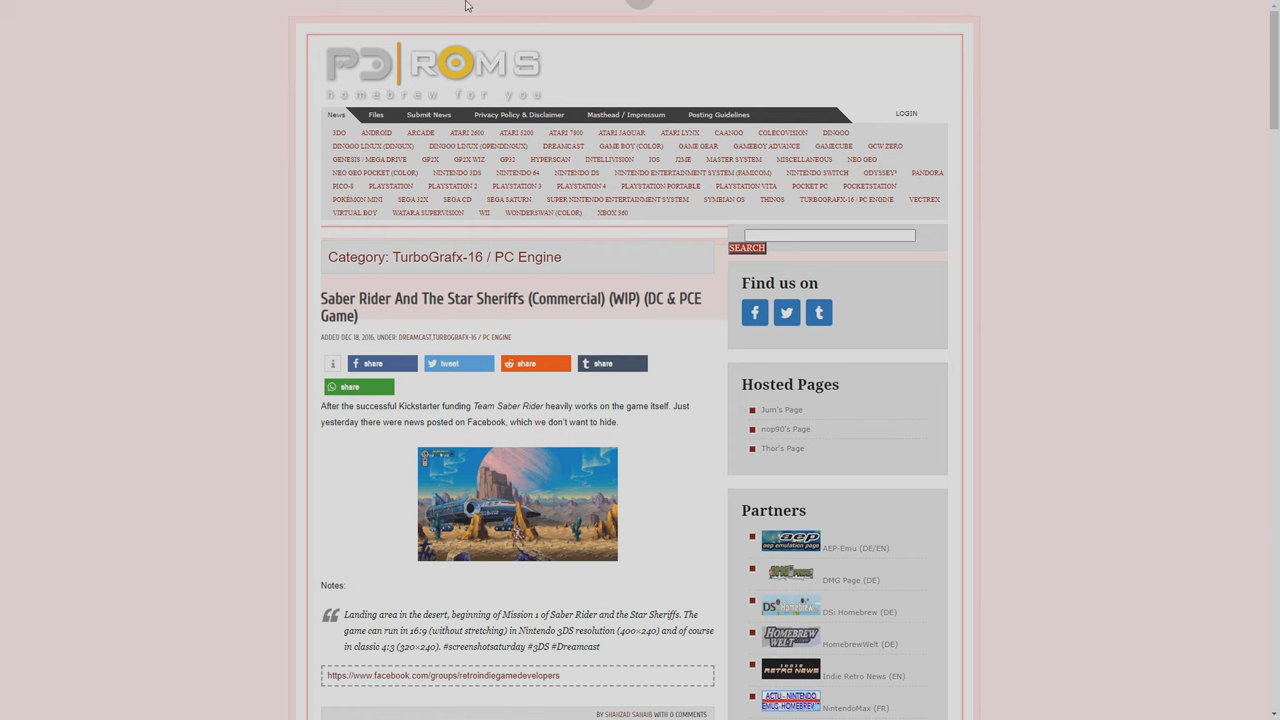 PD ROMS
homebrew for you
News Files Submit News Privacy Policy & Disclaimer Masthead / Impressum Posting Guidelines LOGIN
3DO ANDROID ARCADE ATARI 2600 ATARI 5200 ATARI 7800 ATARI JAGUAR ATARI LYNX CAANOO COLECOVISION DINGOO
DINGOO LINUX (DINGUX) DINGOO LINUX (OPENDINGUX) DREAMCAST GAME BOY (COLOR) GAME GEAR GAMEBOY ADVANCE GAMECUBE GCW ZERO
GENESIS / MEGA DRIVE GP2X GP2X WIZ GP32 HYPERSCAN INTELLIVISION IOS J2ME MASTER SYSTEM MISCELLANEOUS NEO GEO
NEO GEO POCKET (COLOR) NINTENDO 3DS NINTENDO 64 NINTENDO DS NINTENDO ENTERTAINMENT SYSTEM (FAMICOM) NINTENDO SWITCH ODYSSEY² PANDORA
PICO-8 PLAYSTATION PLAYSTATION 2 PLAYSTATION 3 PLAYSTATION 4 PLAYSTATION PORTABLE PLAYSTATION VITA POCKET PC POCKETSTATION
POKÉMON MINI SEGA 32X SEGA CD SEGA SATURN SUPER NINTENDO ENTERTAINMENT SYSTEM SYMBIAN OS THINGS TURBOGRAFX-16 / PC ENGINE VECTREX
VIRTUAL BOY WATARA SUPERVISION WII WONDERSWAN (COLOR) XBOX 360
SEARCH
Category: TurboGrafx-16 / PC Engine
Saber Rider And The Star Sheriffs (Commercial) (WIP) (DC & PCE
Game)
ADDED DEC 18, 2016, UNDER: DREAMCAST,TURBOGRAFX-16 / PC ENGINE
share tweet share share
share
After the successful Kickstarter funding Team Saber Rider heavily works on the game itself. Just
yesterday there were news posted on Facebook, which we don't want to hide.
Notes:
Landing area in the desert, beginning of Mission 1 of Saber Rider and the Star Sheriffs. The
game can run in 16:9 (without stretching) in Nintendo 3DS resolution (400×240) and of course
in classic 4:3 (320×240). #screenshotsaturday #3DS #Dreamcast
https://www.facebook.com/groups/retroindiegamedevelopers
BY SHAHZAD SAHAIB WITH 0 COMMENTS
Find us on
Hosted Pages
Jum's Page
nop90's Page
Thor's Page
Partners
aep
aep emulation page
AEP-Emu (DE/EN)
DMG Page (DE)
DSi Homebrew (DE)
HOMEBREW
WELT
HomebrewWelt (DE)
INDIE
RETRO NEWS
Indie Retro News (EN)
ACTU - NINTENDO
NintendoMax (FR)